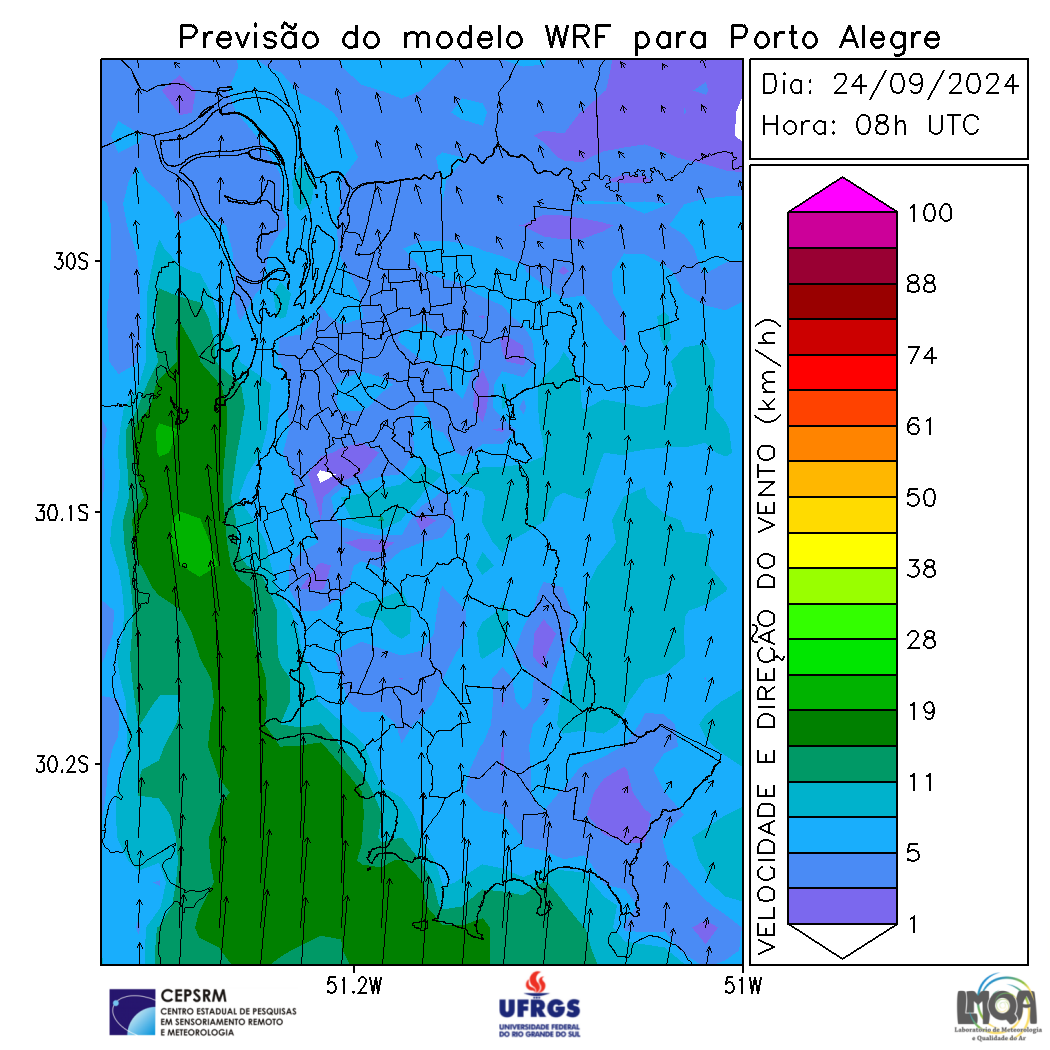 Previsão do modelo WRF para Porto Alegre
Dia: 24/09/2024
Hora: 08h UTC
30S
30.1S
30.2S
51.2W
51W
VELOCIDADE E DIREÇÃO DO VENTO (km/h)
100
88
74
61
50
38
28
19
11
5
1
CEPSRM
CENTRO ESTADUAL DE PESQUISAS
EM SENSORIAMENTO REMOTO
E METEOROLOGIA
UFRGS
UNIVERSIDADE FEDERAL
DO RIO GRANDE DO SUL
LMQA
Laboratório de Meteorologia
e Qualidade do Ar